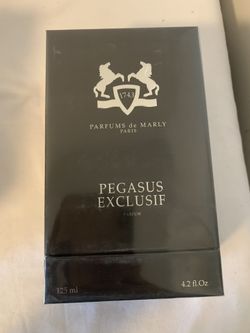 1743
PARFUMS de MARLY
PARIS
PEGASUS
EXCLUSIF
PARFUM
125 ml 4.2 fl.Oz